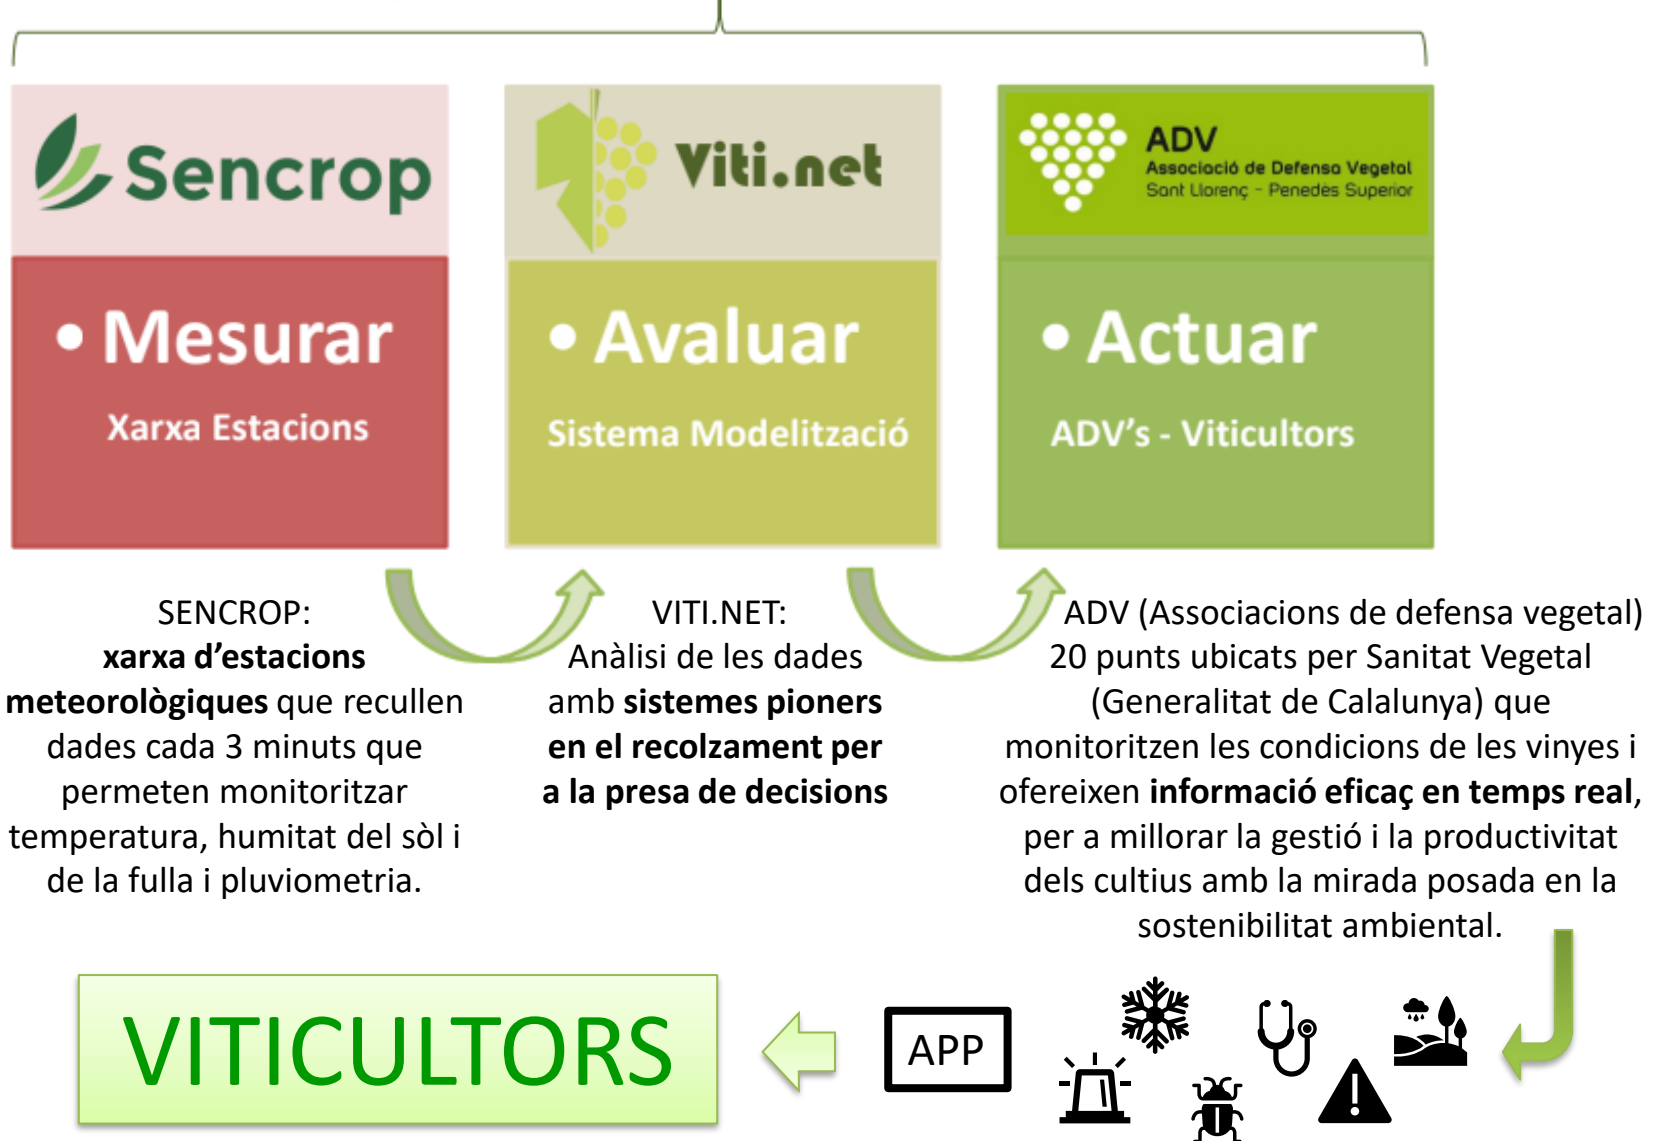 Sencrop
• Mesurar
Xarxa Estacions
Viti.net
• Avaluar
Sistema Modelització
ADV
Associació de Defensa Vegetal
Sant Llorenç - Penedès Superior
• Actuar
ADV's - Viticultors
SENCROP:
xarxa d'estacions
meteorològiques que recullen
dades cada 3 minuts que
permeten monitoritzar
temperatura, humitat del sòl i
de la fulla i pluviometria.
VITI.NET:
Anàlisi de les dades
amb sistemes pioners
en el recolzament per
a la presa de decisions
ADV (Associacions de defensa vegetal)
20 punts ubicats per Sanitat Vegetal
(Generalitat de Calalunya) que
monitoritzen les condicions de les vinyes i
ofereixen informació eficaç en temps real,
per a millorar la gestió i la productivitat
dels cultius amb la mirada posada en la
sostenibilitat ambiental.
VITICULTORS
APP